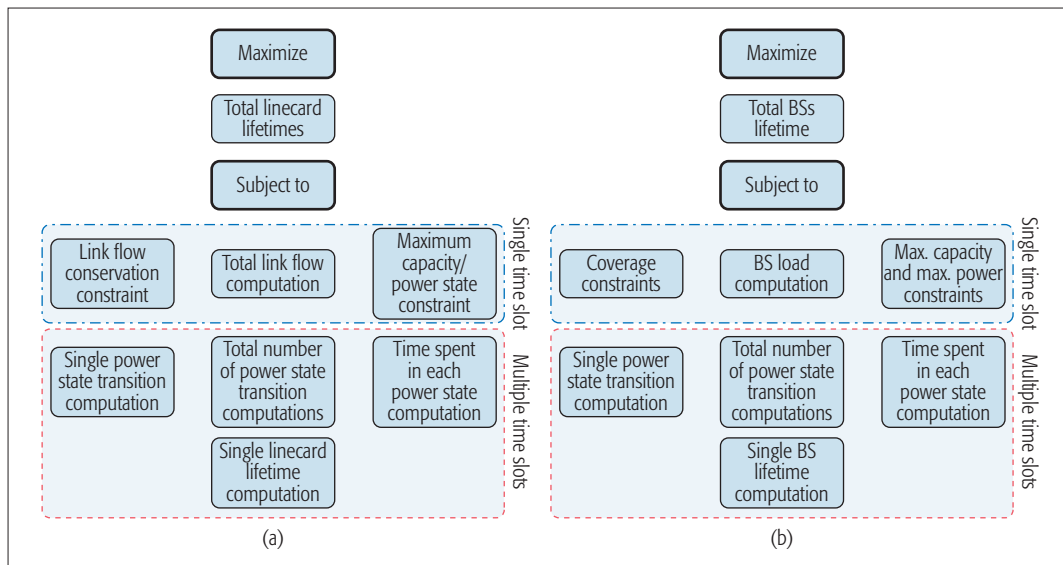 Maximize
Total linecard
lifetimes
Subject to
Link flow
conservation
constraint
Total link flow
computation
Maximum
capacity/
power state
constraint
Single time slot
Single power
state transition
computation
Total number
of power state
transition
computations
Time spent
in each
power state
computation
Single linecard
lifetime
computation
Multiple time slots
(a)
Maximize
Total BSs
lifetime
Subject to
Coverage
constraints
BS load
computation
Max. capacity
and max. power
constraints
Single time slot
Single power
state transition
computation
Total number
of power state
transition
computations
Time spent
in each
power state
computation
Single BS
lifetime
computation
Multiple time slots
(b)